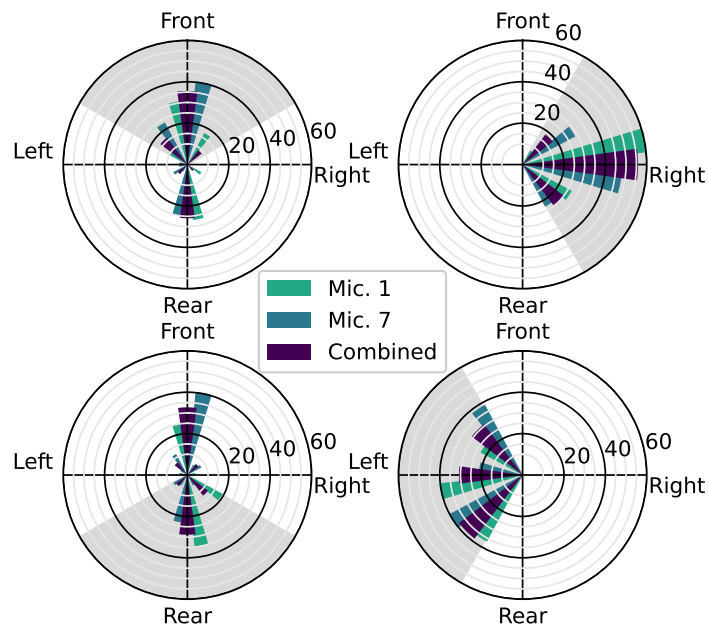 Front
20
40
60
Left
Right
Rear
Front
20
40
60
Left
Right
Rear
Mic. 1
Mic. 7
Combined
Front
20
40
60
Left
Right
Rear
Front
20
40
60
Left
Right
Rear